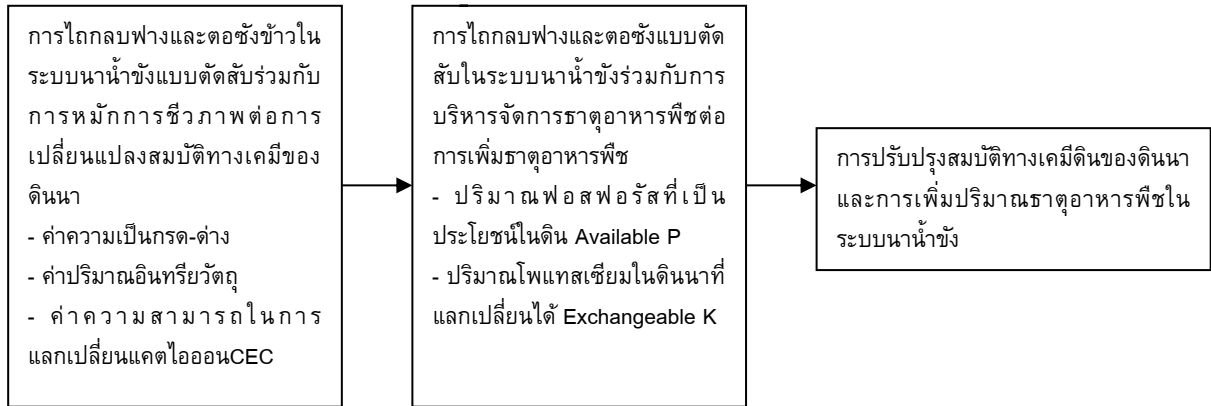 การไถกลบฟางและตอซังข้าวใน
ระบบนาน้ำขังแบบตัดสับร่วมกับ
การหมักการชีวภาพต่อการ
เปลี่ยนแปลงสมบัติทางเคมีของ
ดินนา
- ค่าความเป็นกรด-ด่าง
- ค่าปริมาณอินทรียวัตถุ
- ค่าความสามารถในการ
แลกเปลี่ยนแคตไอออนCEC
การไถกลบฟางและตอซังแบบตัด
สับในระบบนาน้ำขังร่วมกับการ
บริหารจัดการธาตุอาหารพืชต่อ
การเพิ่มธาตุอาหารพืช
- ปริมาณฟอสฟอรัสที่เป็น
ประโยชน์ในดิน Available P
- ปริมาณโพแทสเซียมในดินนาที่
แลกเปลี่ยนได้ Exchangeable K
การปรับปรุงสมบัติทางเคมีดินของดินนา
และการเพิ่มปริมาณธาตุอาหารพืชใน
ระบบนาน้ำขัง